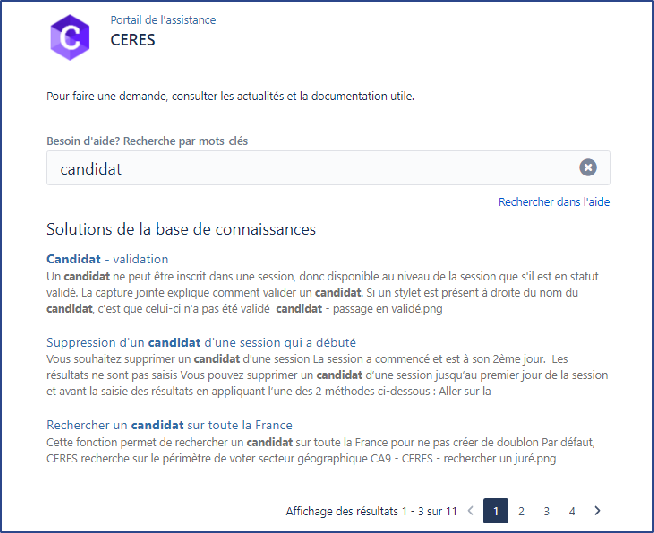 Portail de l'assistance
CERES
Pour faire une demande, consulter les actualités et la documentation utile.
Besoin d'aide? Recherche par mots clés
candidat
Rechercher dans l'aide
Solutions de la base de connaissances
Candidat - validation
Un candidat ne peut être inscrit dans une session, donc disponible au niveau de la session que s'il est en statut
validé. La capture jointe explique comment valider un candidat. Si un stylet est présent à droite du nom du
candidat, c'est que celui-ci n'a pas été validé candidat - passage en validé.png
Suppression d'un candidat d'une session qui a débuté
Vous souhaitez supprimer un candidat d'une session La session a commencé et est à son 2ème jour. Les
résultats ne sont pas saisis Vous pouvez supprimer un candidat d'une session jusqu'au premier jour de la session
et avant la saisie des résultats en appliquant l'une des 2 méthodes ci-dessous : Aller sur la
Rechercher un candidat sur toute la France
Cette fonction permet de rechercher un candidat sur toute la France pour ne pas créer de doublon Par défaut,
CERES recherche sur le périmètre de voter secteur géographique CA9 - CERES - rechercher un juré.png
Affichage des résultats 1 - 3 sur 11 < 1 2 3 4 >